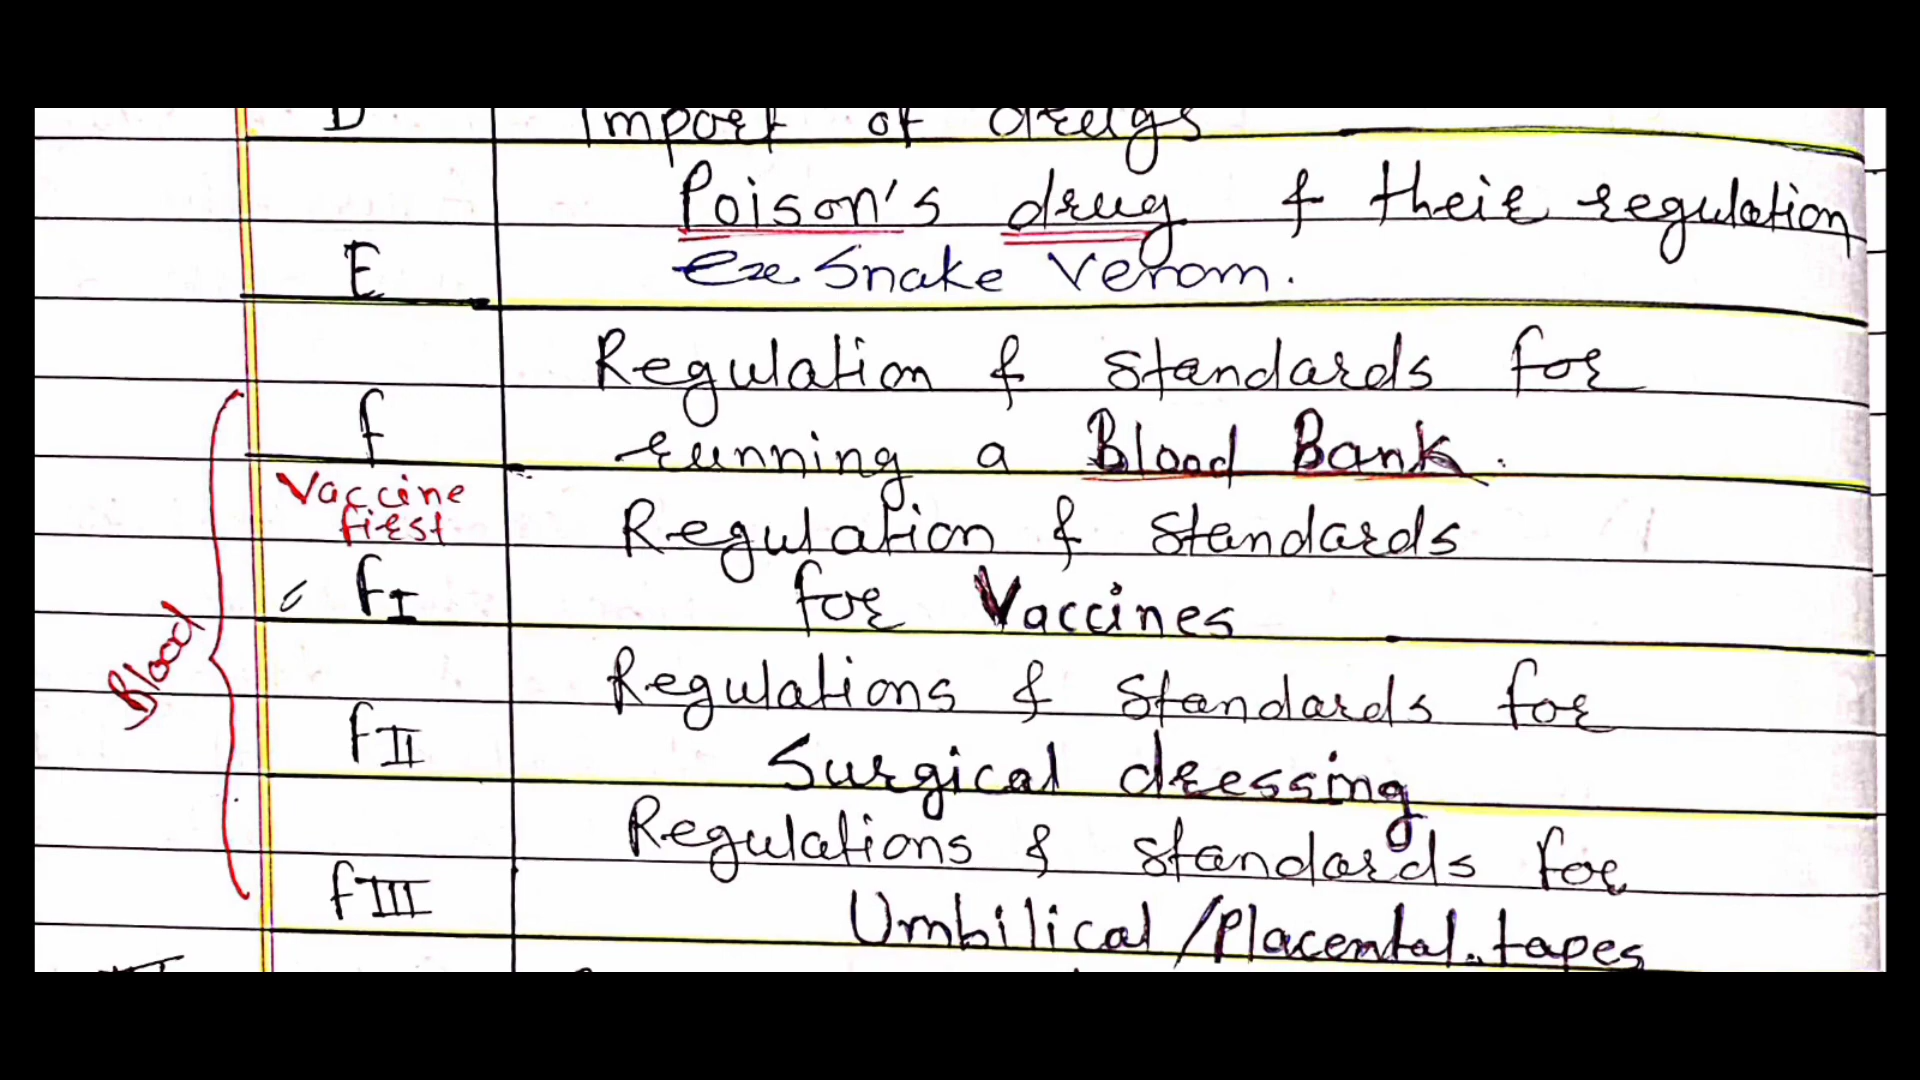 D Import of drugs
Poison's drug & their regulation
E Ex. Snake Venom.
Regulation & standards for
F running a Blood Bank.
Vaccine
first
Regulation & Standards
FI for Vaccines
Regulations & Standards for
FII Surgical dressing
Regulations & standards for
FIII Umbilical/Placental.tapes
Blood